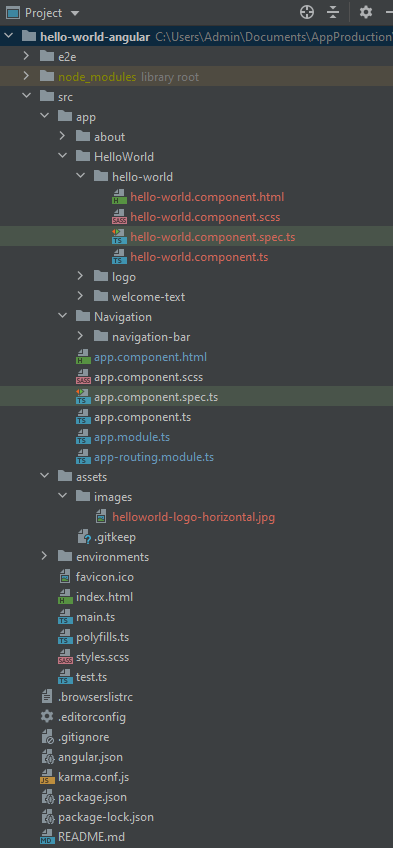 Project
hello-world-angular C:\Users\Admin\Documents\AppProduction\
e2e
node_modules library root
src
app
about
HelloWorld
hello-world
hello-world.component.html
hello-world.component.scss
hello-world.component.spec.ts
hello-world.component.ts
logo
welcome-text
Navigation
navigation-bar
app.component.html
app.component.scss
app.component.spec.ts
app.component.ts
app.module.ts
app-routing.module.ts
assets
images
helloworld-logo-horizontal.jpg
.gitkeep
environments
favicon.ico
index.html
main.ts
polyfills.ts
styles.scss
test.ts
.browserslistrc
.editorconfig
.gitignore
angular.json
karma.conf.js
package.json
package-lock.json
README.md